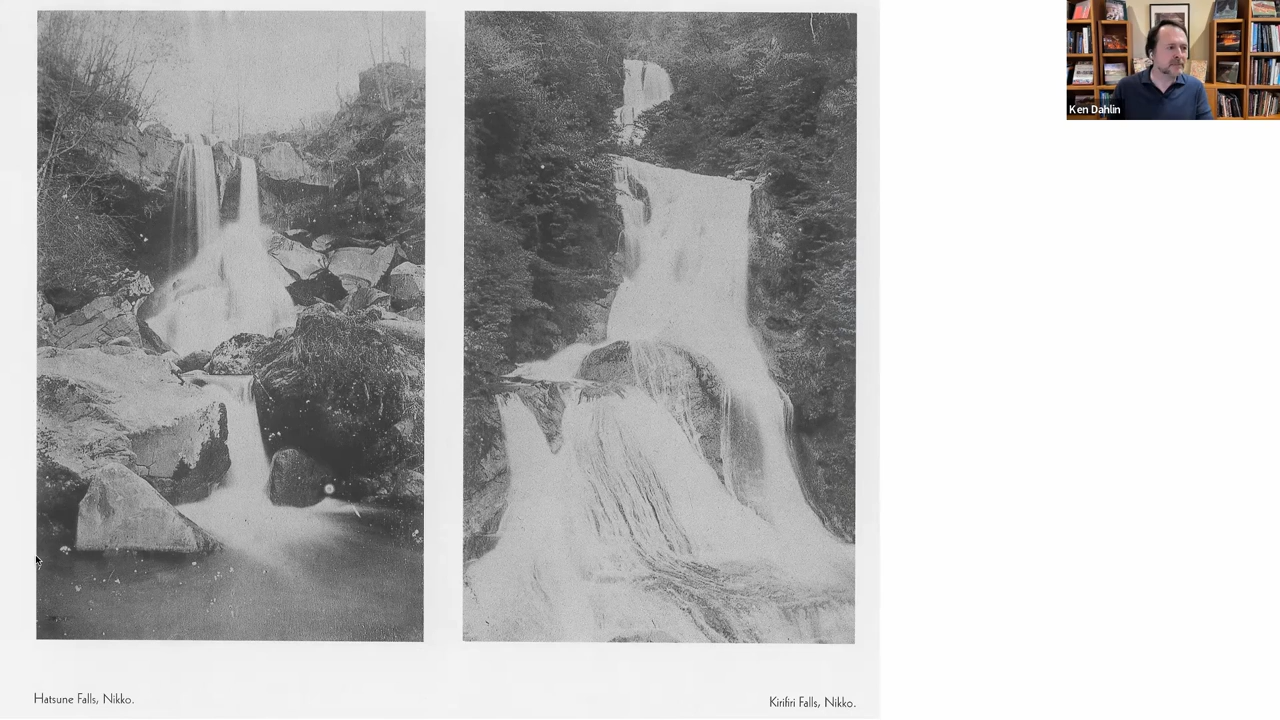 Ken Dahlin
Hatsune Falls, Nikko.
Kirifiri Falls, Nikko.